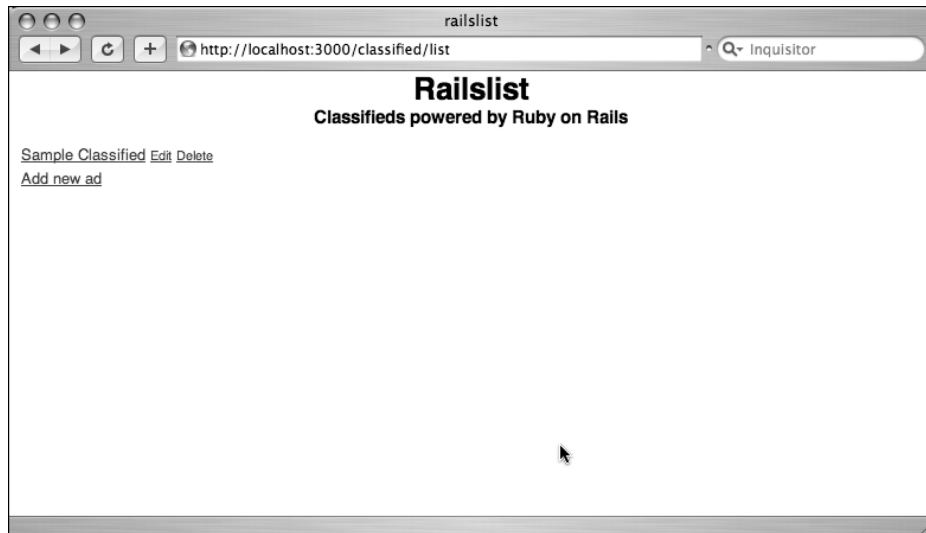 railslist
http://localhost:3000/classified/list
Inquisitor
Railslist
Classifieds powered by Ruby on Rails
Sample Classified Edit Delete
Add new ad